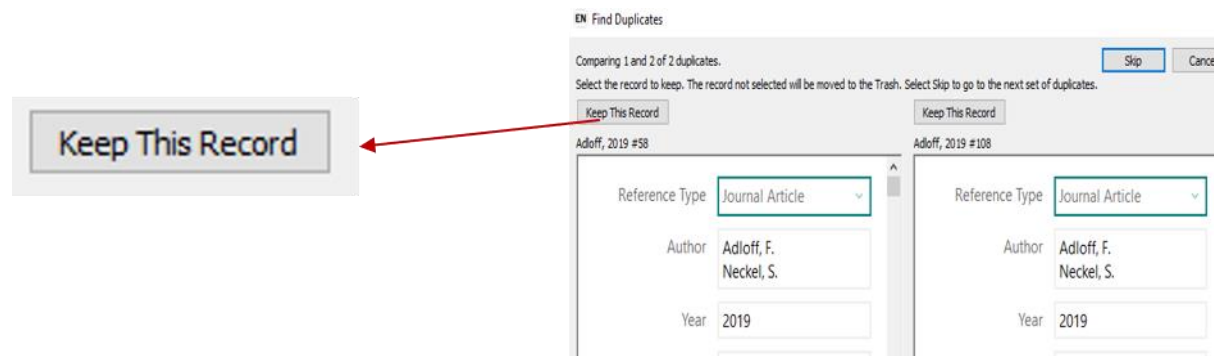 Keep This Record
EN Find Duplicates
Comparing 1 and 2 of 2 duplicates.
Skip
Cance
Select the record to keep. The record not selected will be moved to the Trash. Select Skip to go to the next set of duplicates.
Keep This Record
Keep This Record
Adloff, 2019 #58
Adloff, 2019 #108
Reference Type Journal Article
Author Adloff, F.
Neckel, S.
Year 2019
Reference Type Journal Article
Author Adloff, F.
Neckel, S.
Year 2019